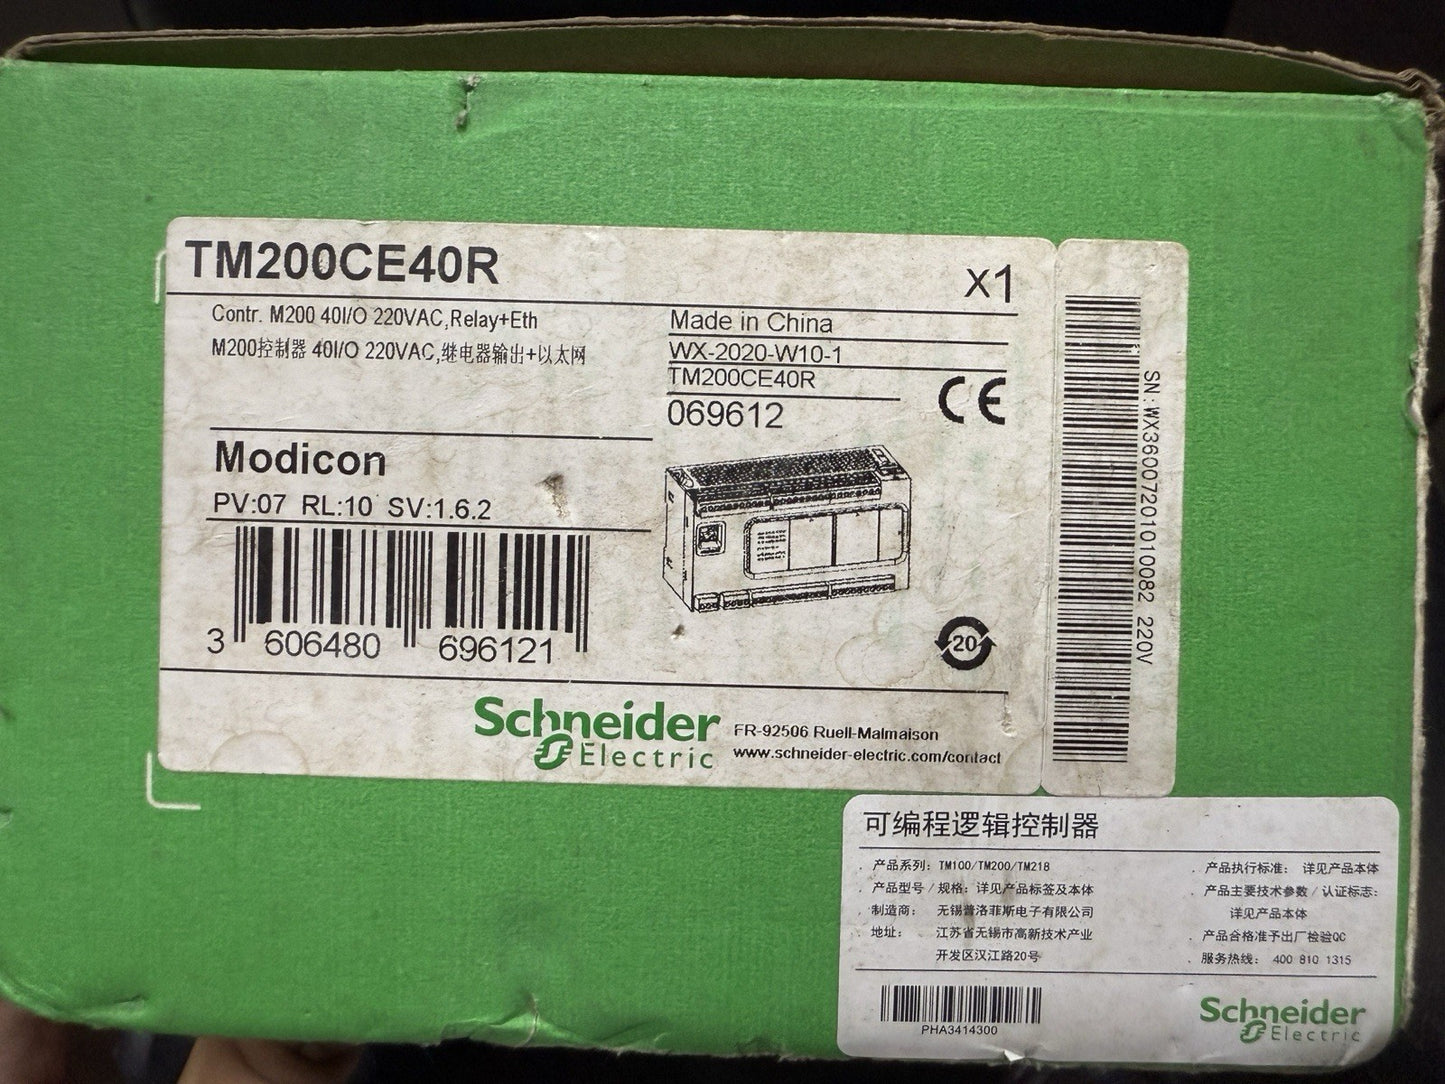 TM200CE40R
x1
Contr. M200 40I/O 220VAC,Relay+Eth
M200控制器 40I/O 220VAC,继电器输出+以太网
Made in China
WX-2020-W10-1
TM200CE40R
069612
CE
Modicon
PV:07 RL:10 SV:1.6.2
3 606480 696121
20
Schneider
Electric
FR-92506 Ruell-Malmaison
www.schneider-electric.com/contact
SN:WX36007201010082 220V
可编程逻辑控制器
产品系列: TM100/TM200/TM218
产品型号/规格: 详见产品标签及本体
制造商: 无锡普洛菲斯电子有限公司
地址: 江苏省无锡市高新技术产业
开发区汉江路20号
产品执行标准: 详见产品本体
产品主要技术参数/认证标志:
详见产品本体
产品合格准予出厂检验QC
服务热线: 400 810 1315
PHA3414300
Schneider
Electric